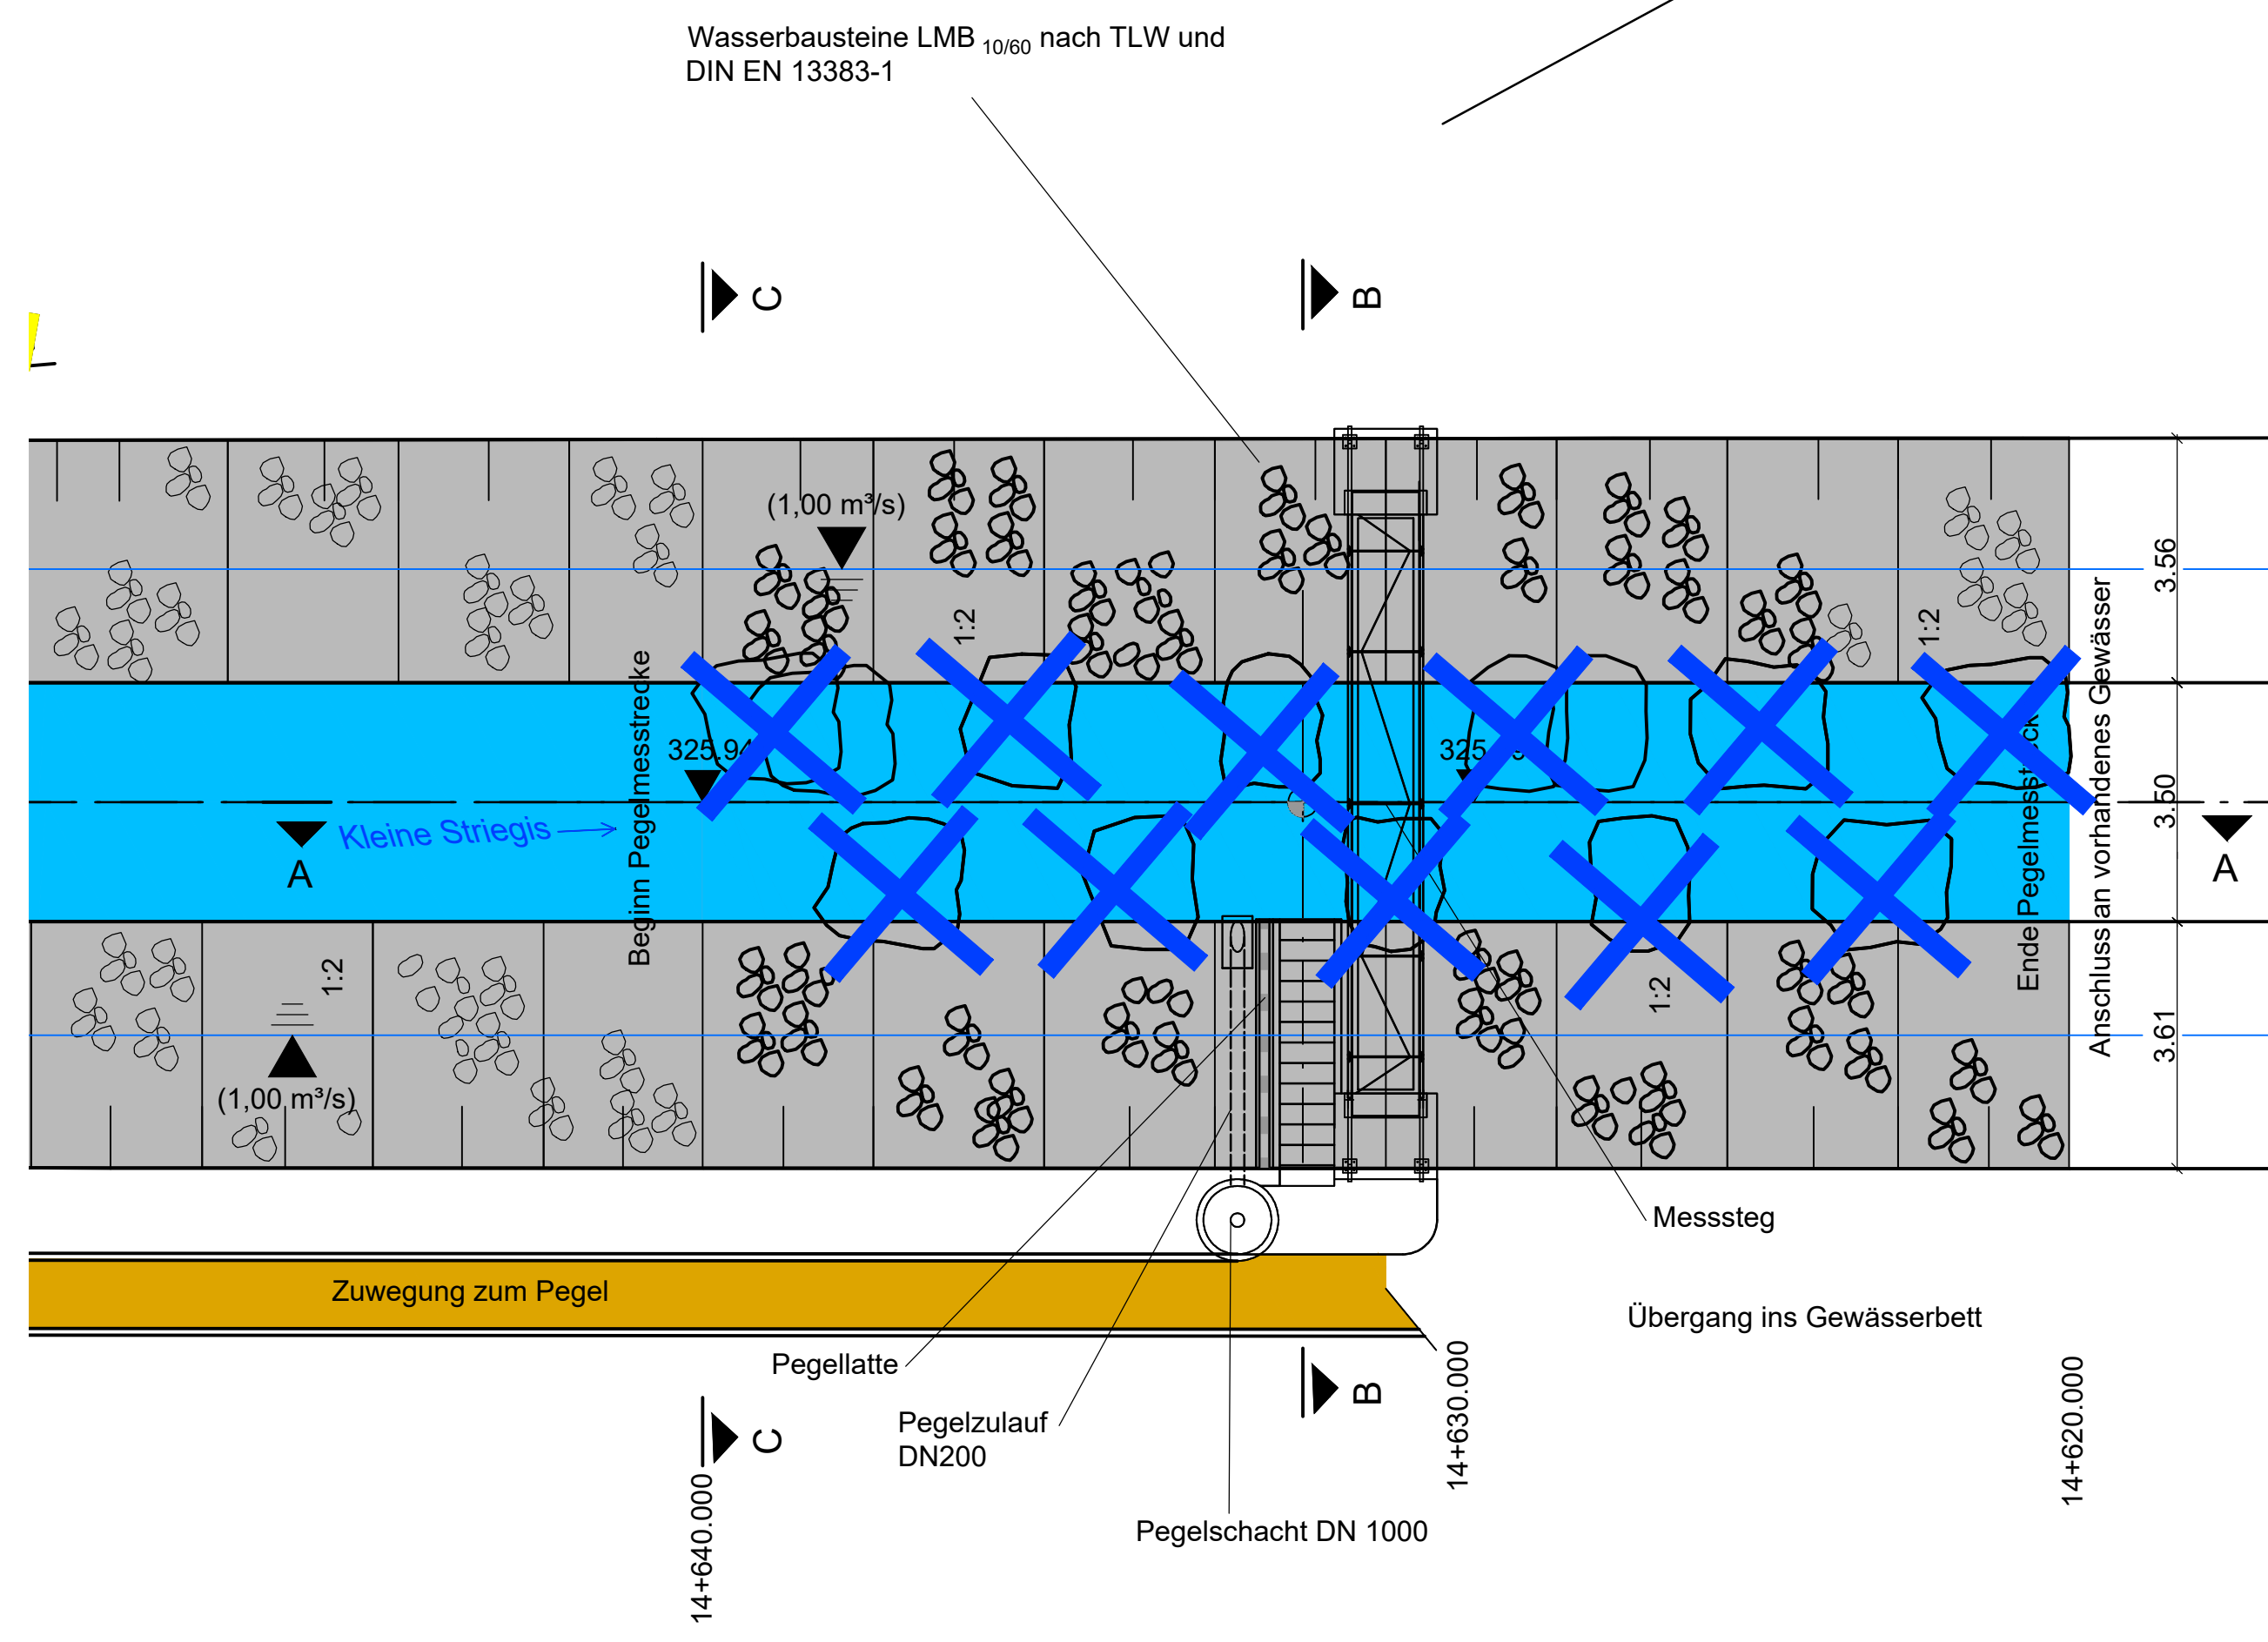 Wasserbausteine LMB 10/60 nach TLW und
DIN EN 13383-1
C
B
(1,00 m³/s)
1:2
1:2
3.56
Beginn Pegelmessstrecke
325.94
Kleine Striegis
A
Anschluss an vorhandenes Gewässer
3.50
A
1:2
1:2
3.61
(1,00 m³/s)
Messsteg
Zuwegung zum Pegel
Übergang ins Gewässerbett
Pegellatte
B
Pegelzulauf
DN200
C
14+630.000
14+620.000
14+640.000
Pegelschacht DN 1000